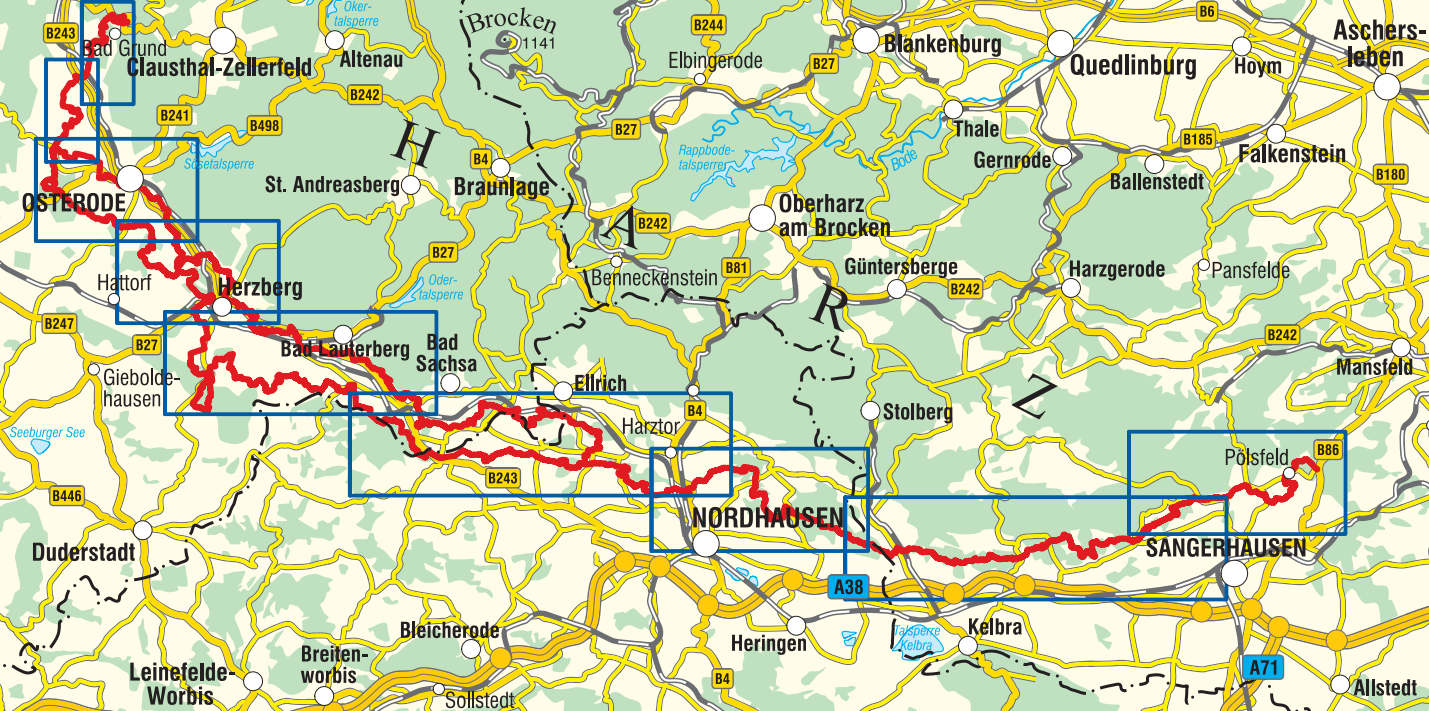 B243
Bad Grund
Clausthal-Zellerfeld
Oker-
talsperre
Altenau
Brocken
1141
B244
Elbingerode
B27
Blankenburg
B6
Quedlinburg
Hoym
Aschers-
leben
B241
B242
B498
Sösetalsperre
H
B4
Braunlage
St. Andreasberg
B27
Rappbode-
talsperre
Bode
Thale
Gernrode
B185
Ballenstedt
Falkenstein
B180
OSTERODE
A
B242
Oberharz
am Brocken
B27
Oder-
talsperre
Benneckenstein
B81
Güntersberge
B242
Harzgerode
Pansfelde
Hattorf
Herzberg
R
B247
B27
Bad Lauterberg
Bad
Sachsa
B242
Mansfeld
Giebolde-
hausen
Ellrich
Z
Stolberg
B4
Harztor
Seeburger See
B446
B243
Pölsfeld
B86
NORDHAUSEN
SANGERHAUSEN
Duderstadt
A38
Bleicherode
Heringen
Talsperre
Kelbra
Kelbra
Leinefelde-
Worbis
Breiten-
worbis
Sollstedt
B4
A71
Allstedt